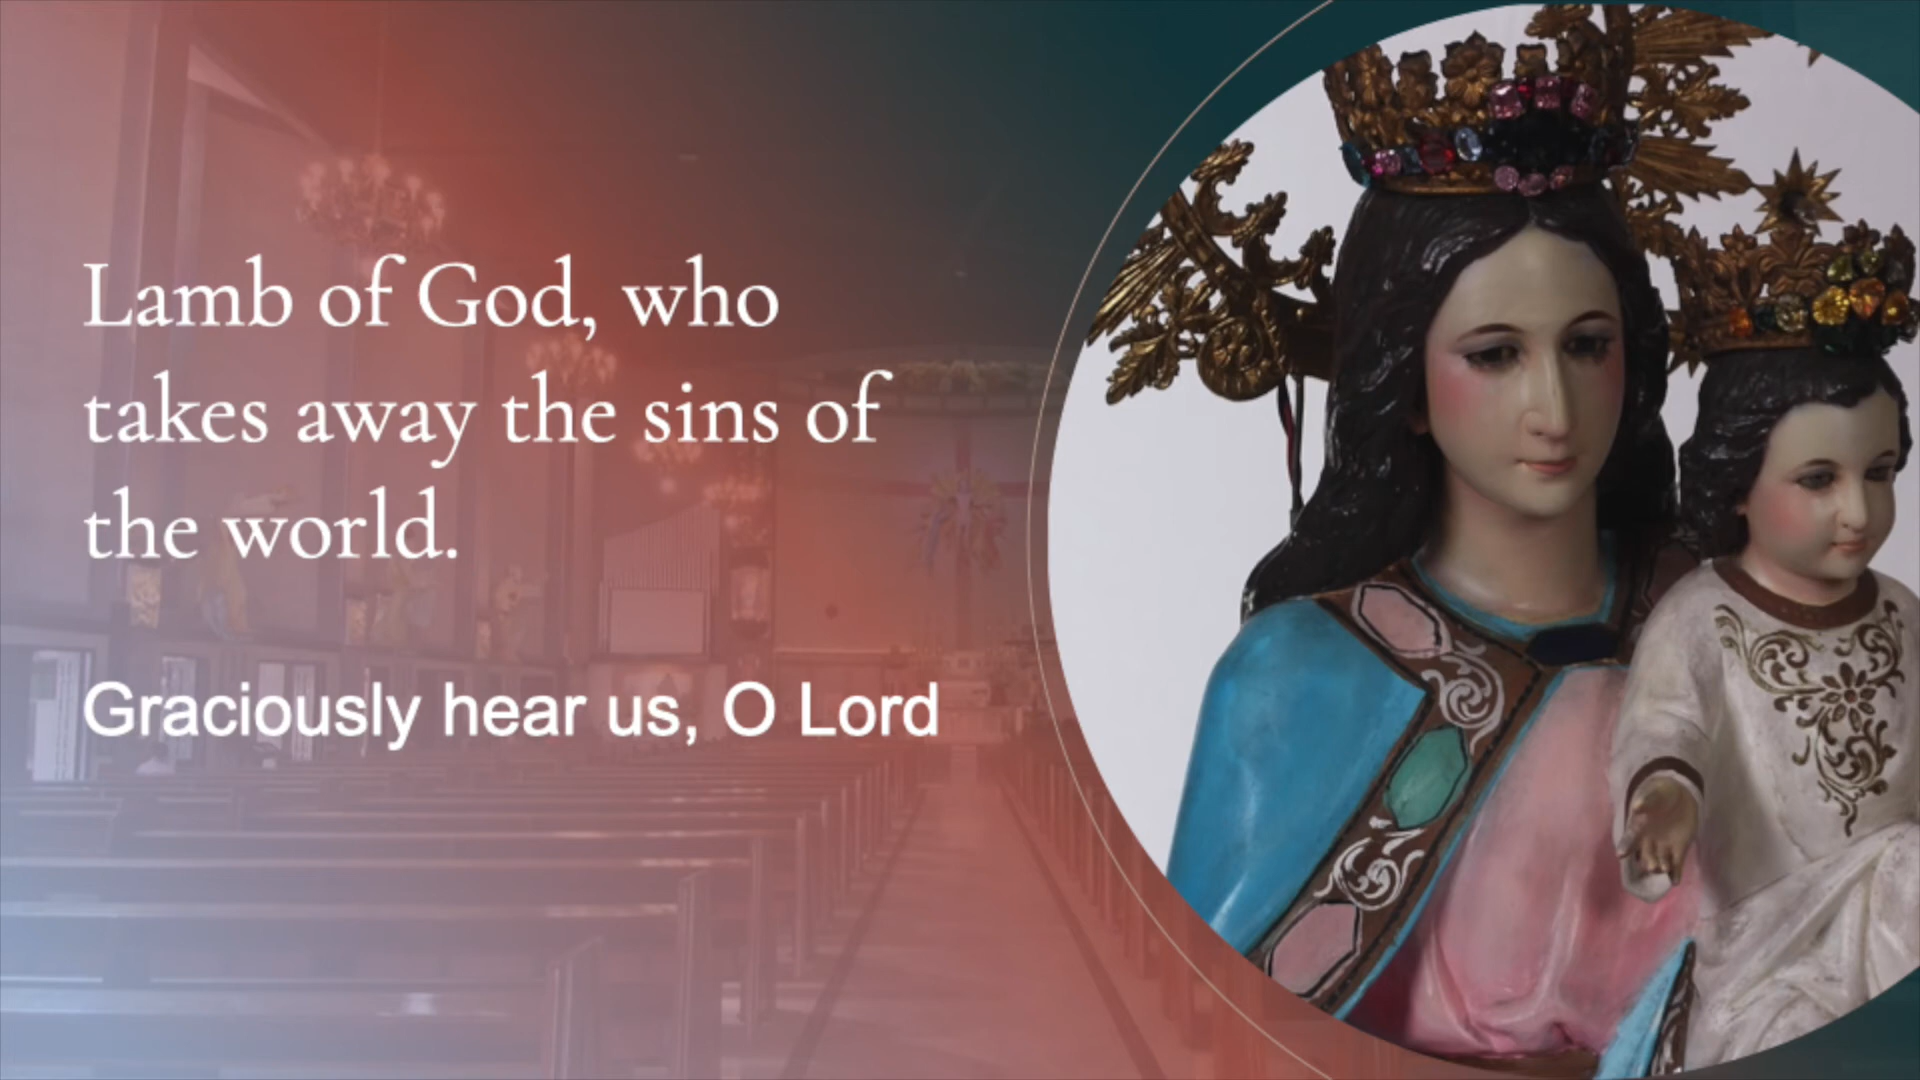 Lamb of God, who
takes away the sins of
the world.
Graciously hear us, O Lord